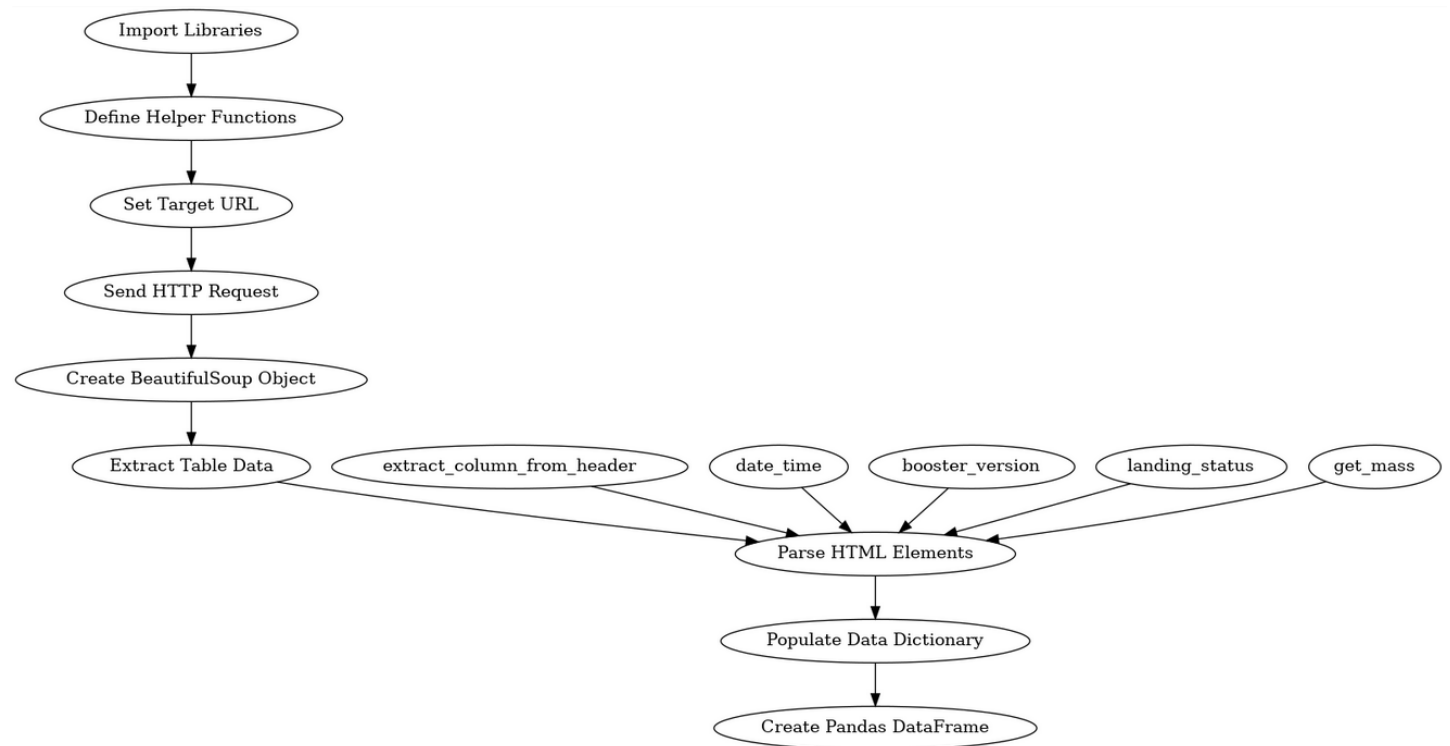 Import Libraries
Define Helper Functions
Set Target URL
Send HTTP Request
Create BeautifulSoup Object
Extract Table Data
extract_column_from_header
date_time
booster_version
landing_status
get_mass
Parse HTML Elements
Populate Data Dictionary
Create Pandas DataFrame